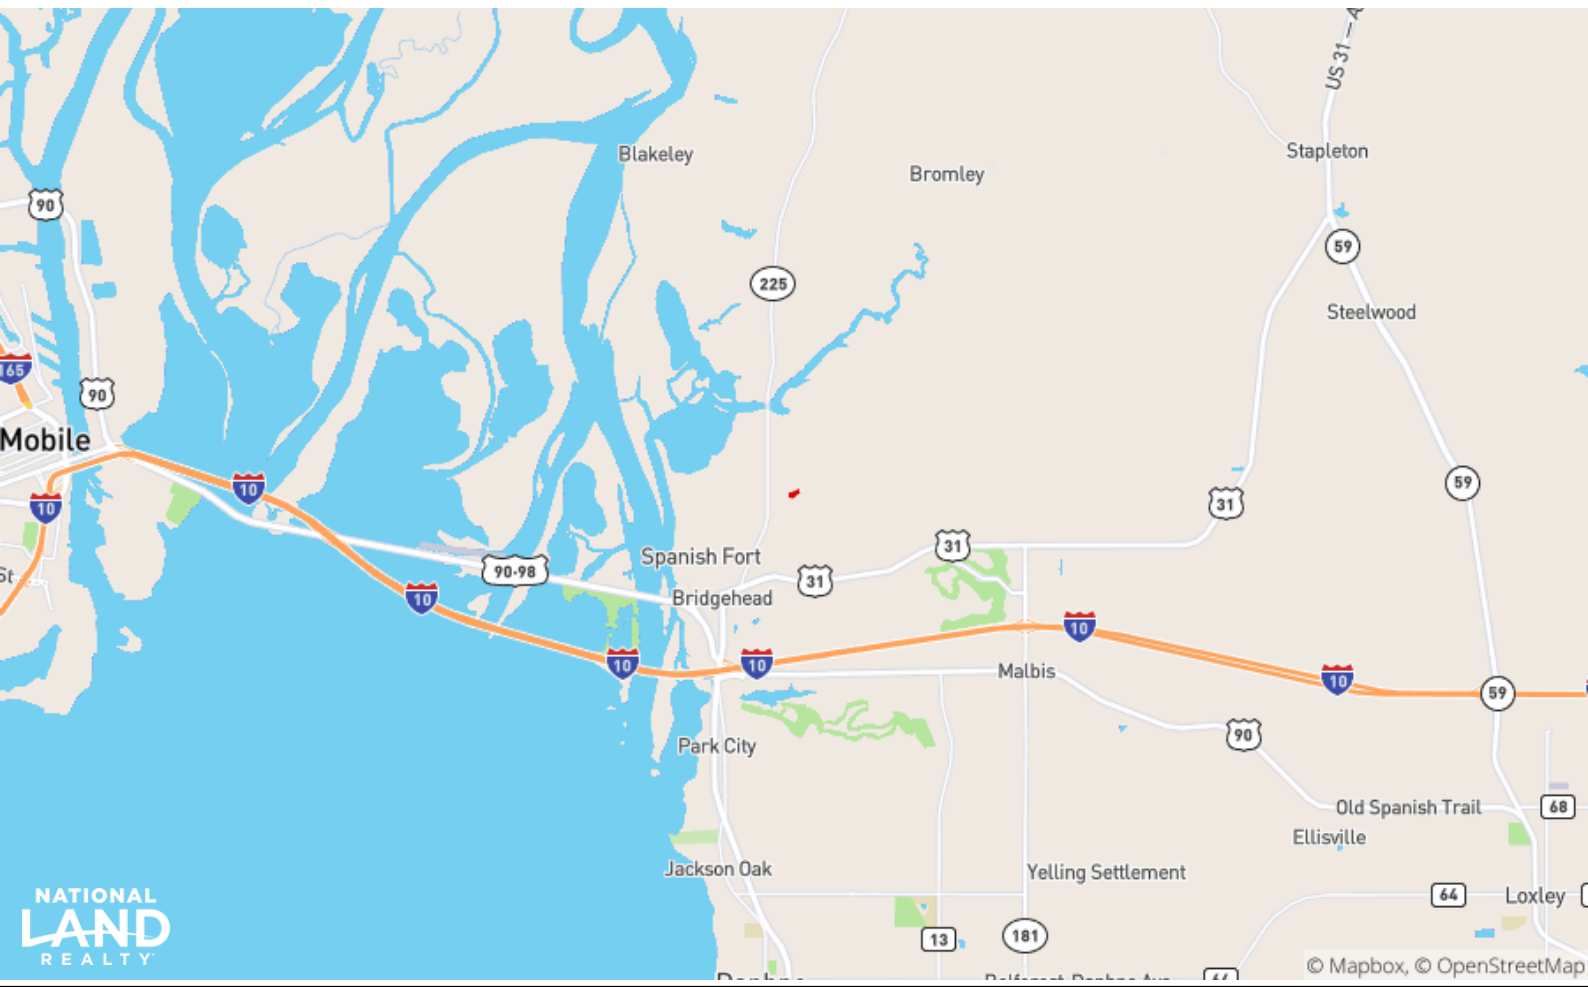 US 31 — A
Stapleton
Blakeley
Bromley
90
59
225
Steelwood
165
90
Mobile
10
10
59
31
31
Spanish Fort
90-98
31
St
10
Bridgehead
10
10
10
Malbis
10
59
90
Park City
Old Spanish Trail
68
Ellisville
Jackson Oak
Yelling Settlement
64
Loxley
NATIONAL
LAND
REALTY
13
181
© Mapbox, © OpenStreetMap